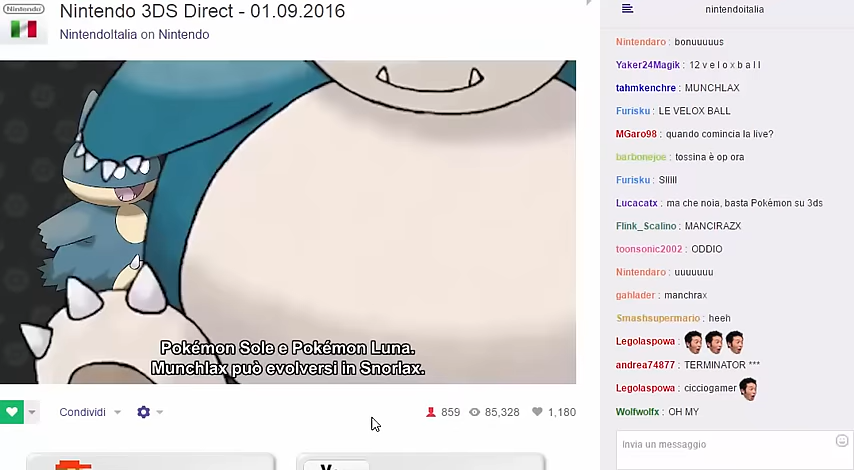 Nintendo
Nintendo 3DS Direct - 01.09.2016
NintendoItalia on Nintendo
Pokémon Sole e Pokémon Luna.
Munchlax può evolversi in Snorlax.
Condividi
859 85,328 1,180
nintendoitalia
Nintendaro : bonuuuuus
Yaker24Magik : 12 v e l o x b a l l
tahmkenchre : MUNCHLAX
Furisku : LE VELOX BALL
MGaro98 : quando comincia la live?
barbonejoe : tossina è op ora
Furisku : SIIIII
Lucacatx : ma che noia, basta Pokémon su 3ds
Flink_Scalino : MANCIRAZX
toonsonic2002 : ODDIO
Nintendaro : uuuuuuu
gahlader : manchrax
Smashsupermario : heeh
Legolaspowa :
andrea74877 : TERMINATOR ***
Legolaspowa : cicciogamer
Wolfwolfx : OH MY
Invia un messaggio